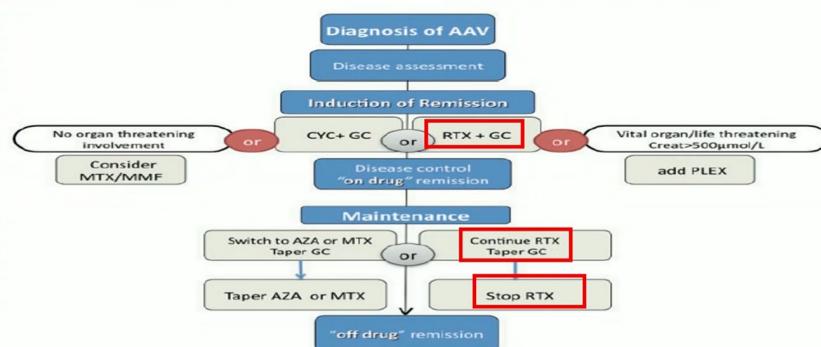 Diagnosis of AAV
Disease assessment
Induction of Remission
No organ threatening
involvement
or
CYC+ GC
or
RTX + GC
or
Vital organ/life threatening
Creat>500µmol/L
Consider
MTX/MMF
add PLEX
Disease control
"on drug" remission
Maintenance
Switch to AZA or MTX
Taper GC
or
Continue RTX
Taper GC
Taper AZA or MTX
Stop RTX
"off drug" remission